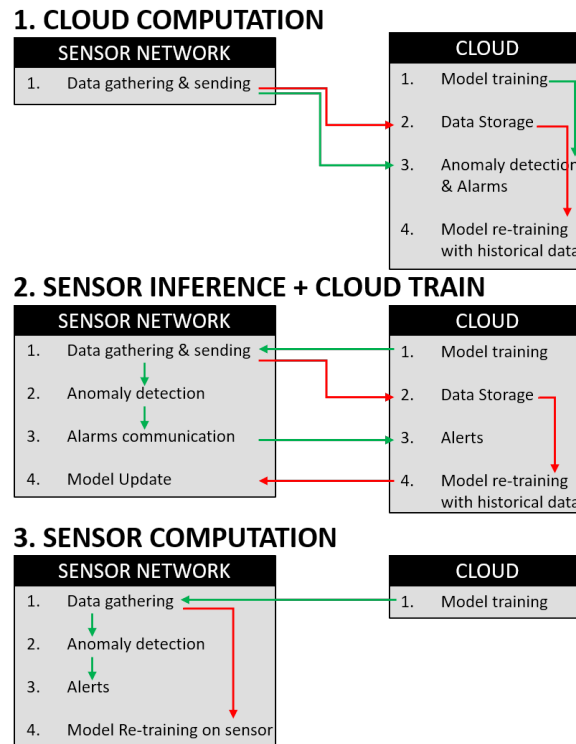 1. CLOUD COMPUTATION
SENSOR NETWORK
1. Data gathering & sending
CLOUD
1. Model training
2. Data Storage
3. Anomaly detection
& Alarms
4. Model re-training
with historical data
2. SENSOR INFERENCE + CLOUD TRAIN
SENSOR NETWORK
1. Data gathering & sending
2. Anomaly detection
3. Alarms communication
4. Model Update
CLOUD
1. Model training
2. Data Storage
3. Alerts
4. Model re-training
with historical data
3. SENSOR COMPUTATION
SENSOR NETWORK
1. Data gathering
2. Anomaly detection
3. Alerts
4. Model Re-training on sensor
CLOUD
1. Model training